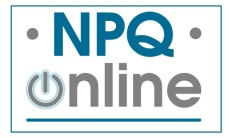 • NPQ •
online